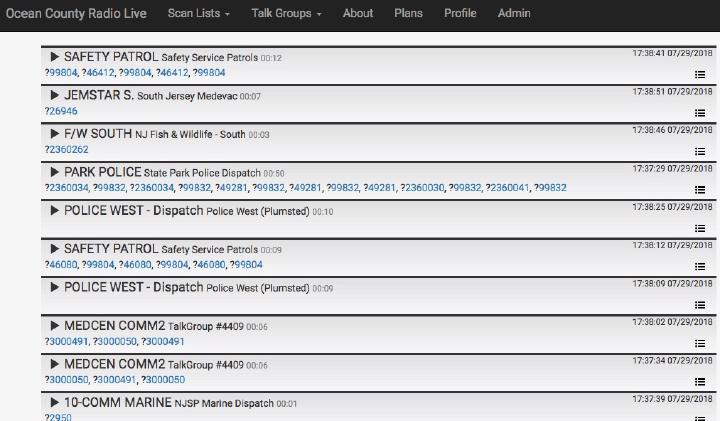 Ocean County Radio Live Scan Lists Talk Groups About Plans Profile Admin
SAFETY PATROL Safety Service Patrols 00:12 17:38:41 07/29/2018
?99804, ?46412, ?99804, ?46412, ?99804
JEMSTAR S. South Jersey Medevac 00:07 17:38:51 07/29/2018
?26946
F/W SOUTH NJ Fish & Wildlife - South 00:03 17:38:46 07/29/2018
?2360262
PARK POLICE State Park Police Dispatch 00:50 17:37:29 07/29/2018
?2360034, ?99832, ?2360034, ?99832, ?49281, ?99832, ?49281, ?99832, ?49281, ?2360030, ?99832, ?2360041, ?99832
POLICE WEST - Dispatch Police West (Plumsted) 00:10 17:38:25 07/29/2018
SAFETY PATROL Safety Service Patrols 00:09 17:38:12 07/29/2018
?46080, ?99804, ?46080, ?99804, ?46080, ?99804
POLICE WEST - Dispatch Police West (Plumsted) 00:09 17:38:09 07/29/2018
MEDCEN COMM2 TalkGroup #4409 00:06 17:38:02 07/29/2018
?3000491, ?3000050, ?3000491
MEDCEN COMM2 TalkGroup #4409 00:06 17:37:34 07/29/2018
?3000050, ?3000491, ?3000050
10-COMM MARINE NJSP Marine Dispatch 00:01 17:37:39 07/29/2018
?2950